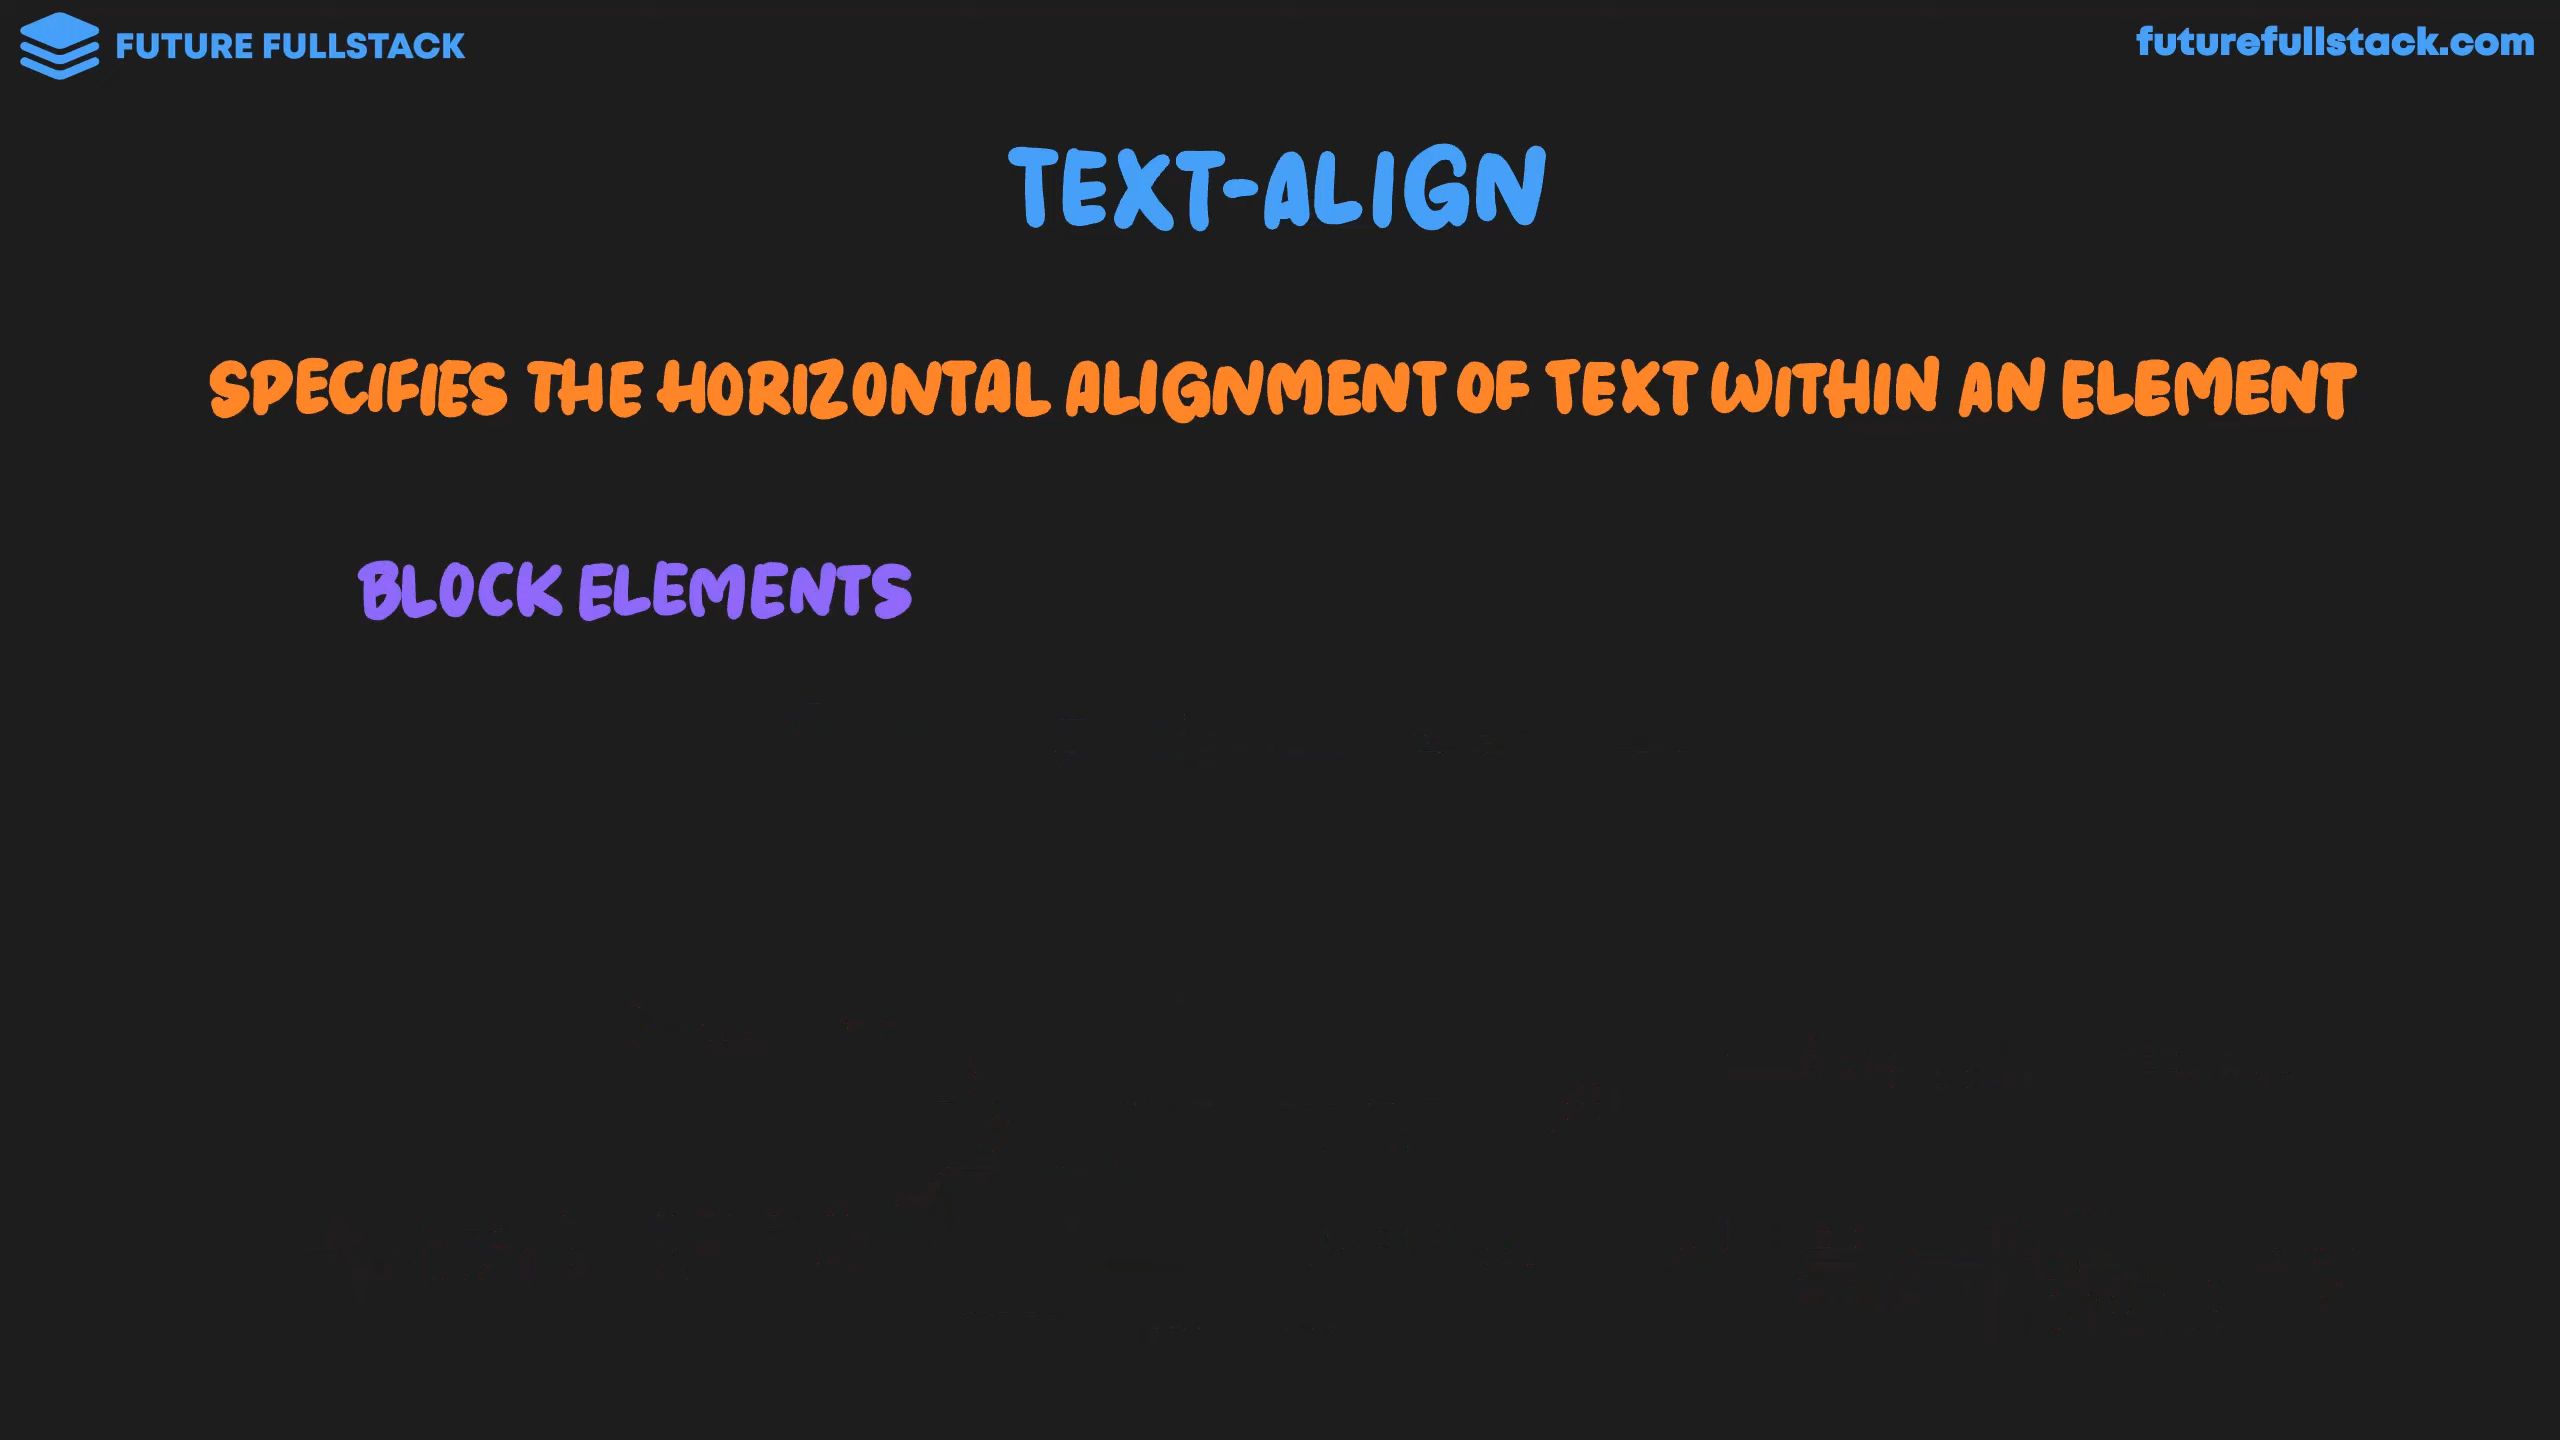 FUTURE FULLSTACK
futurefullstack.com
TEXT-ALIGN
SPECIFIES THE HORIZONTAL ALIGNMENT OF TEXT WITHIN AN ELEMENT
BLOCK ELEMENTS